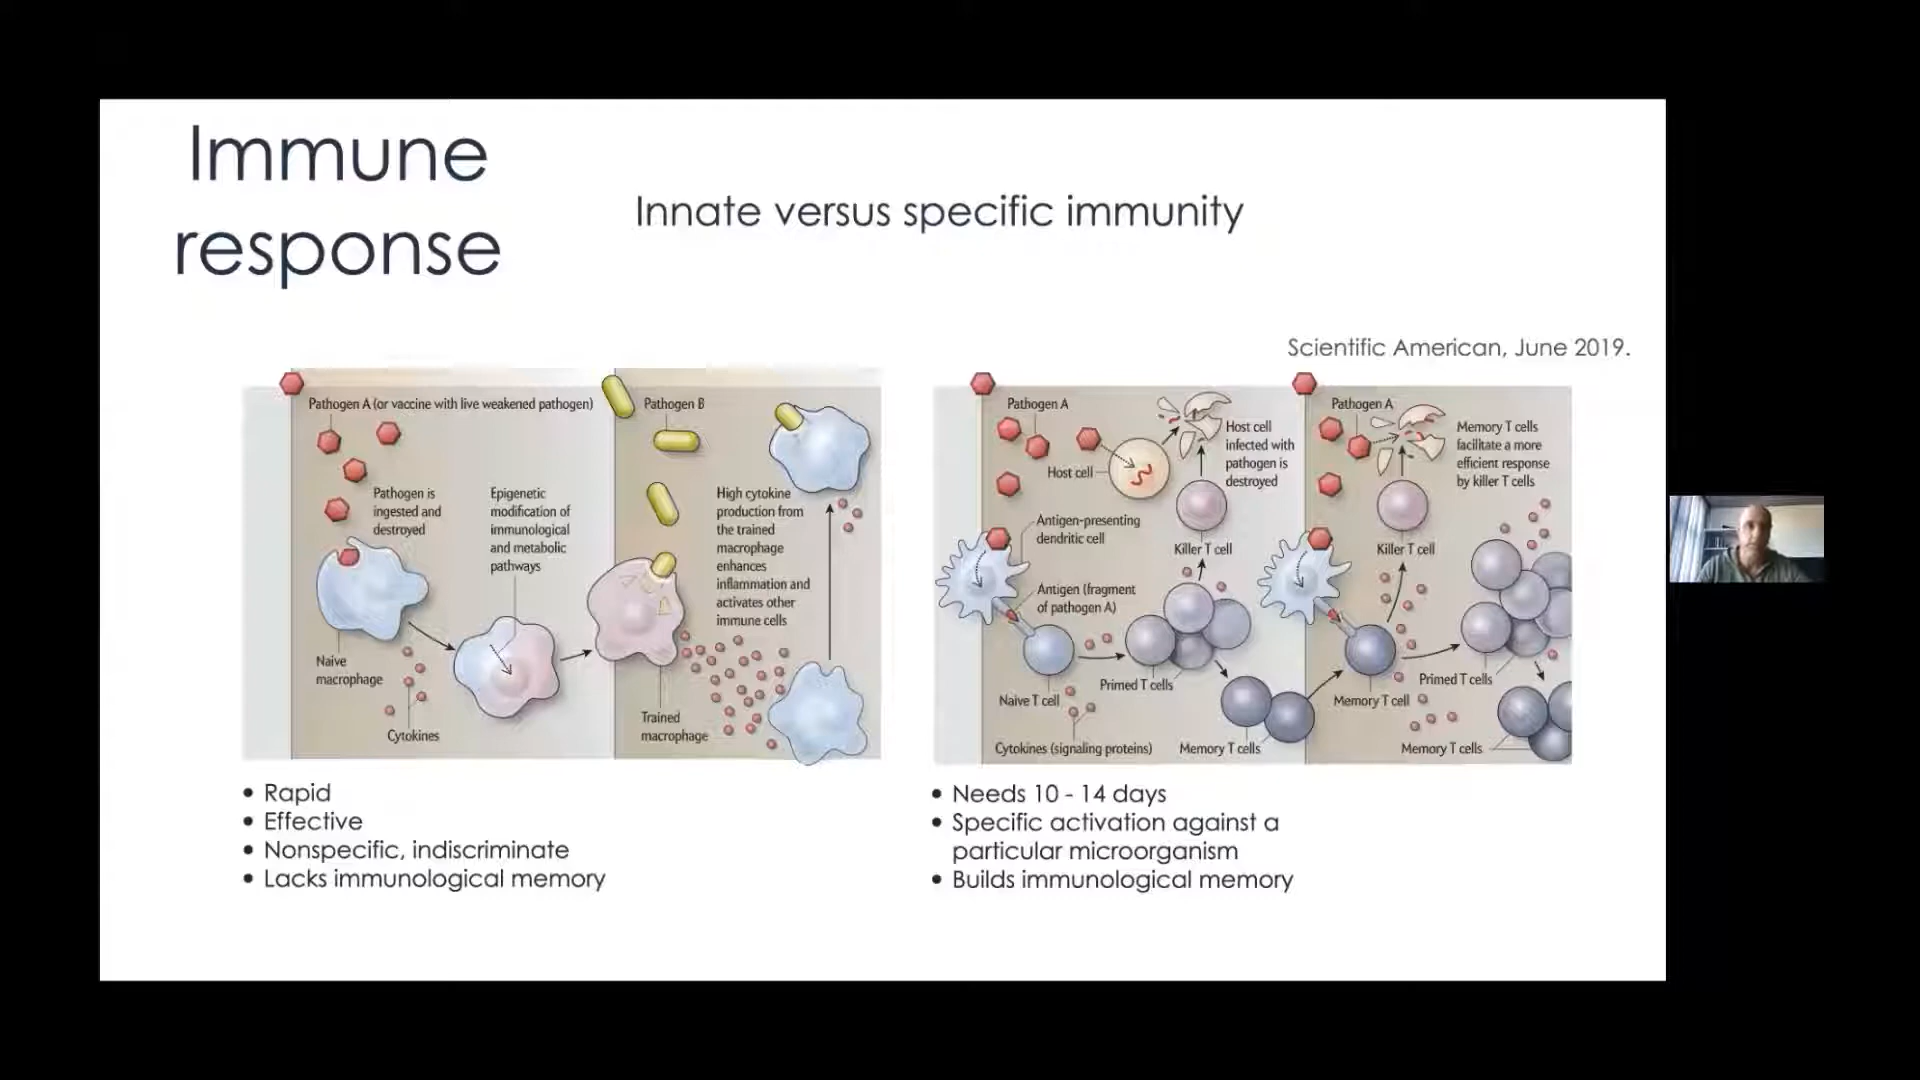 Immune
response
Innate versus specific immunity
Scientific American, June 2019.
Pathogen A (or vaccine with live weakened pathogen)
Pathogen is
ingested and
destroyed
Naive
macrophage
Cytokines
Epigenetic
modification of
immunological
and metabolic
pathways
Pathogen B
High cytokine
production from
the trained
macrophage
enhances
inflammation and
activates other
immune cells
Trained
macrophage
Pathogen A
Host cell
Host cell
infected with
pathogen is
destroyed
Antigen-presenting
dendritic cell
Killer T cell
Antigen (fragment
of pathogen A)
Naive T cell
Primed T cells
Cytokines (signaling proteins)
Memory T cells
Pathogen A
Memory T cells
facilitate a more
efficient response
by killer T cells
Killer T cell
Memory T cell
Primed T cells
Memory T cells
• Rapid
• Effective
• Nonspecific, indiscriminate
• Lacks immunological memory
• Needs 10 - 14 days
• Specific activation against a
particular microorganism
• Builds immunological memory